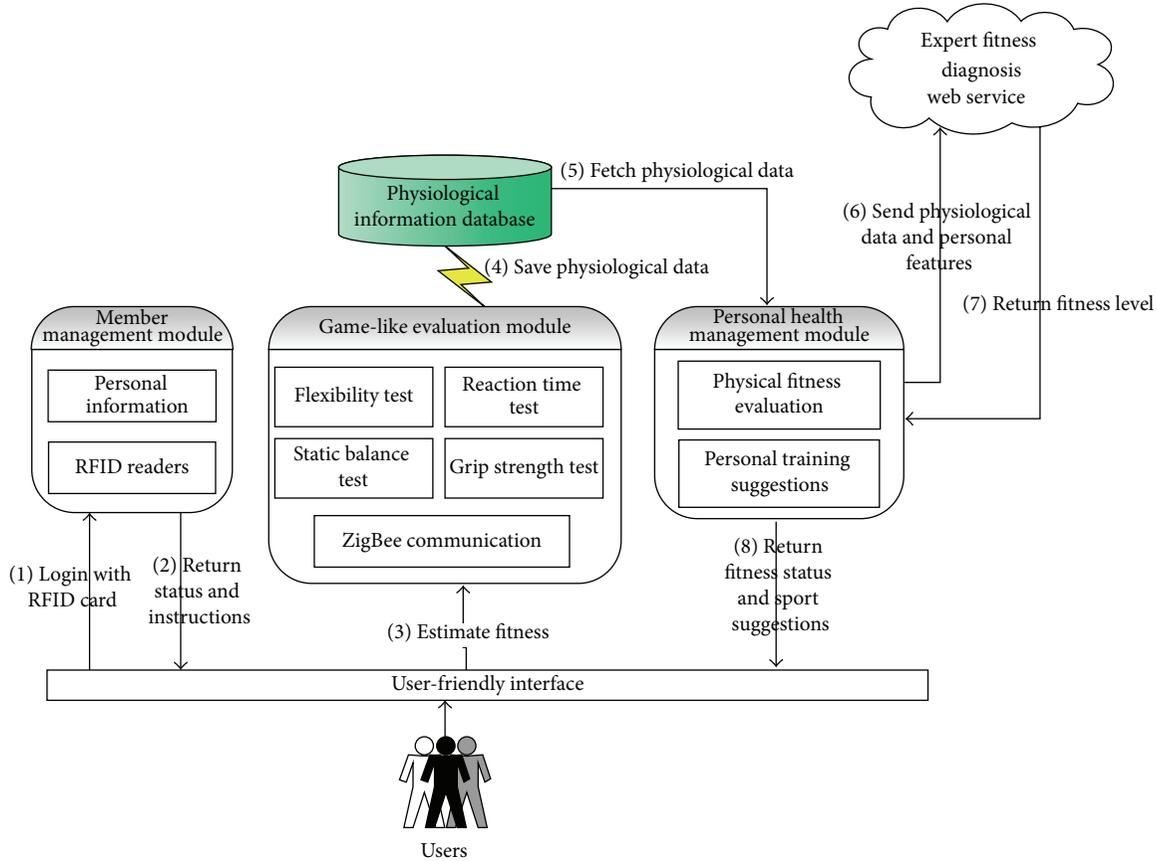 Expert fitness
diagnosis
web service
(5) Fetch physiological data
Physiological
information database
(6) Send physiological
data and personal
features
(4) Save physiological data
(7) Return fitness level
Member
management module
Personal
information
RFID readers
Game-like evaluation module
Flexibility test
Reaction time
test
Static balance
test
Grip strength test
ZigBee communication
Personal health
management module
Physical fitness
evaluation
Personal training
suggestions
(1) Login with
RFID card
(2) Return
status and
instructions
(3) Estimate fitness
(8) Return
fitness status
and sport
suggestions
User-friendly interface
Users